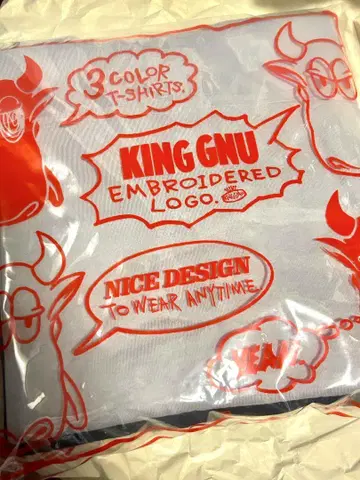 3 COLOR
T-SHIRTS.
KING GNU
EMBROIDERED
LOGO.
NICE DESIGN
TO WEAR ANYTIME
YEAH